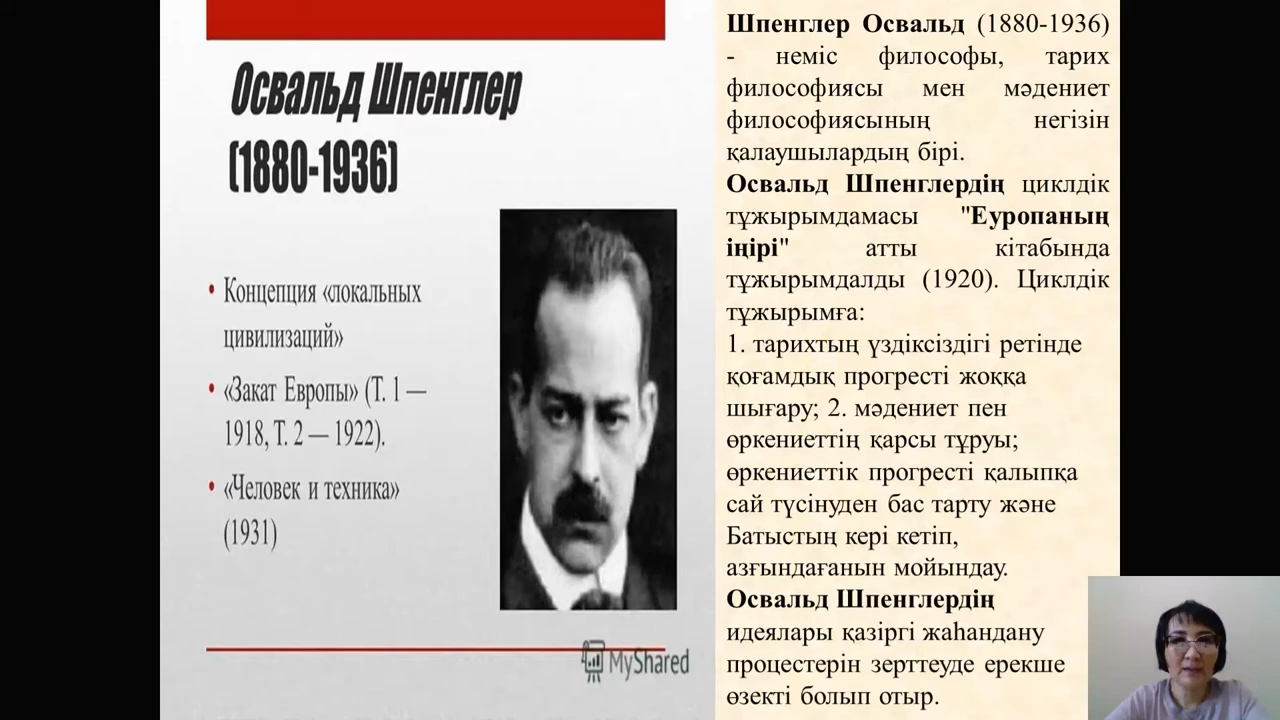 Освальд Шпенглер
(1880-1936)
• Концепция «локальных
цивилизаций»
• «Закат Европы» (Т. 1 —
1918, Т. 2 — 1922).
• «Человек и техника»
(1931)
MyShared
Шпенглер Освальд (1880-1936)
- неміс философы, тарих
философиясы мен мәдениет
философиясының негізін
қалаушылардың бірі.
Освальд Шпенглердің циклдік
тұжырымдамасы "Еуропаның
іңірі" атты кітабында
тұжырымдалды (1920). Циклдік
тұжырымға:
1. тарихтың үздіксіздігі ретінде
қоғамдық прогресті жоққа
шығару; 2. мәдениет пен
өркениеттің қарсы тұруы;
өркениеттік прогресті қалыпқа
сай түсінуден бас тарту және
Батыстың кері кетіп,
азғындағанын мойындау.
Освальд Шпенглердің
идеялары қазіргі жаһандану
процестерін зерттеуде ерекше
өзекті болып отыр.